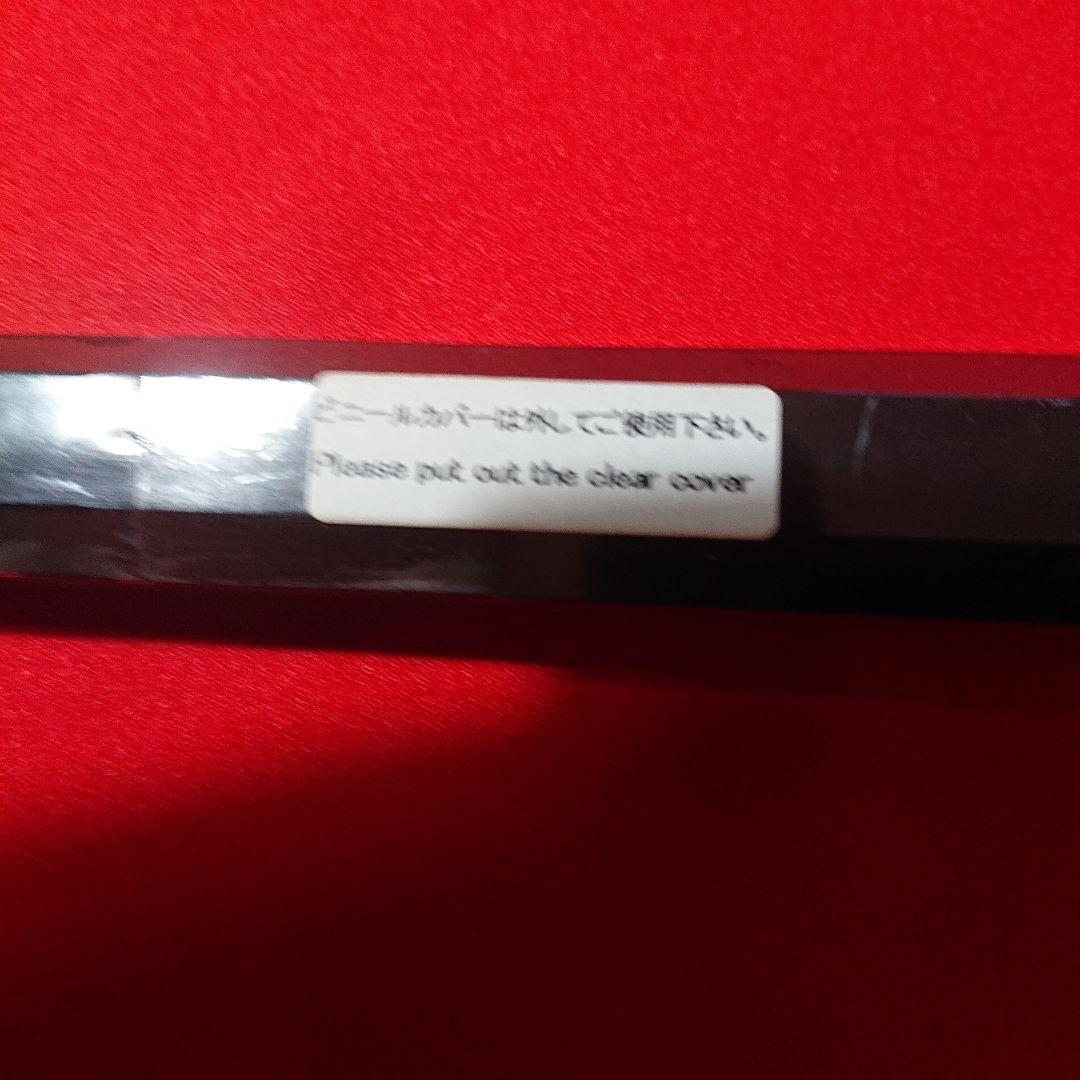 ビニールカバーは外してご使用下さい。
Please put out the clear cover